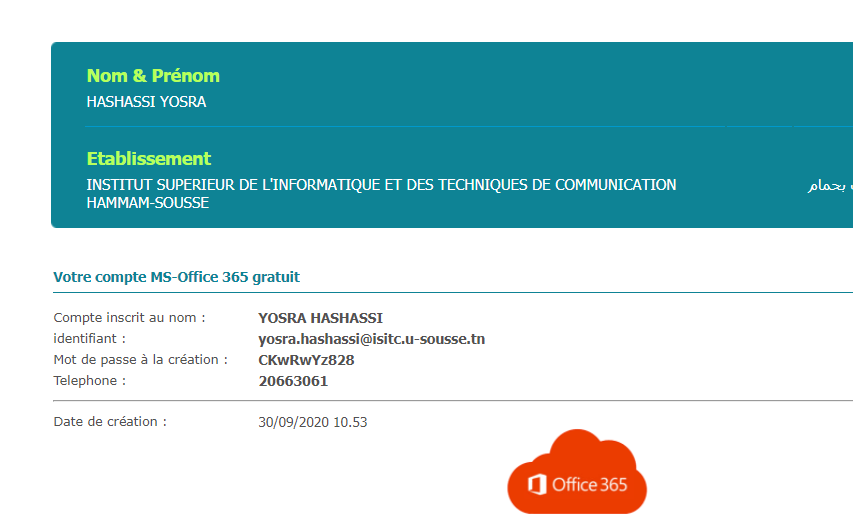 Nom & Prénom
HASHASSI YOSRA
Etablissement
INSTITUT SUPERIEUR DE L'INFORMATIQUE ET DES TECHNIQUES DE COMMUNICATION
HAMMAM-SOUSSE
بحمام
Votre compte MS-Office 365 gratuit
Compte inscrit au nom : YOSRA HASHASSI
identifiant : yosra.hashassi@isitc.u-sousse.tn
Mot de passe à la création : CKwRwYz828
Telephone : 20663061
Date de création : 30/09/2020 10.53
Office 365